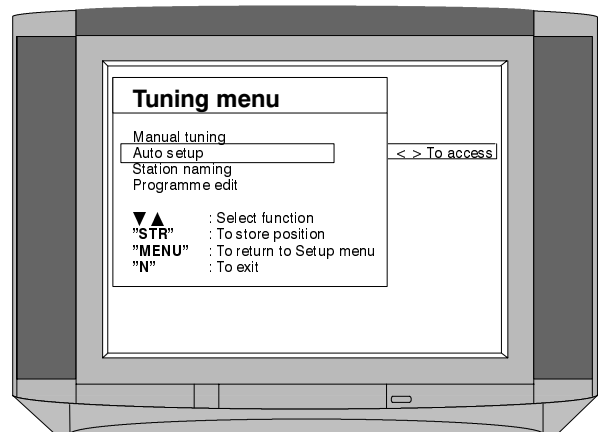 Tuning menu
Manual tuning
Auto setup
< > To access
Station naming
Programme edit
▼ ▲ : Select function
"STR" : To store position
"MENU" : To return to Setup menu
"N" : To exit